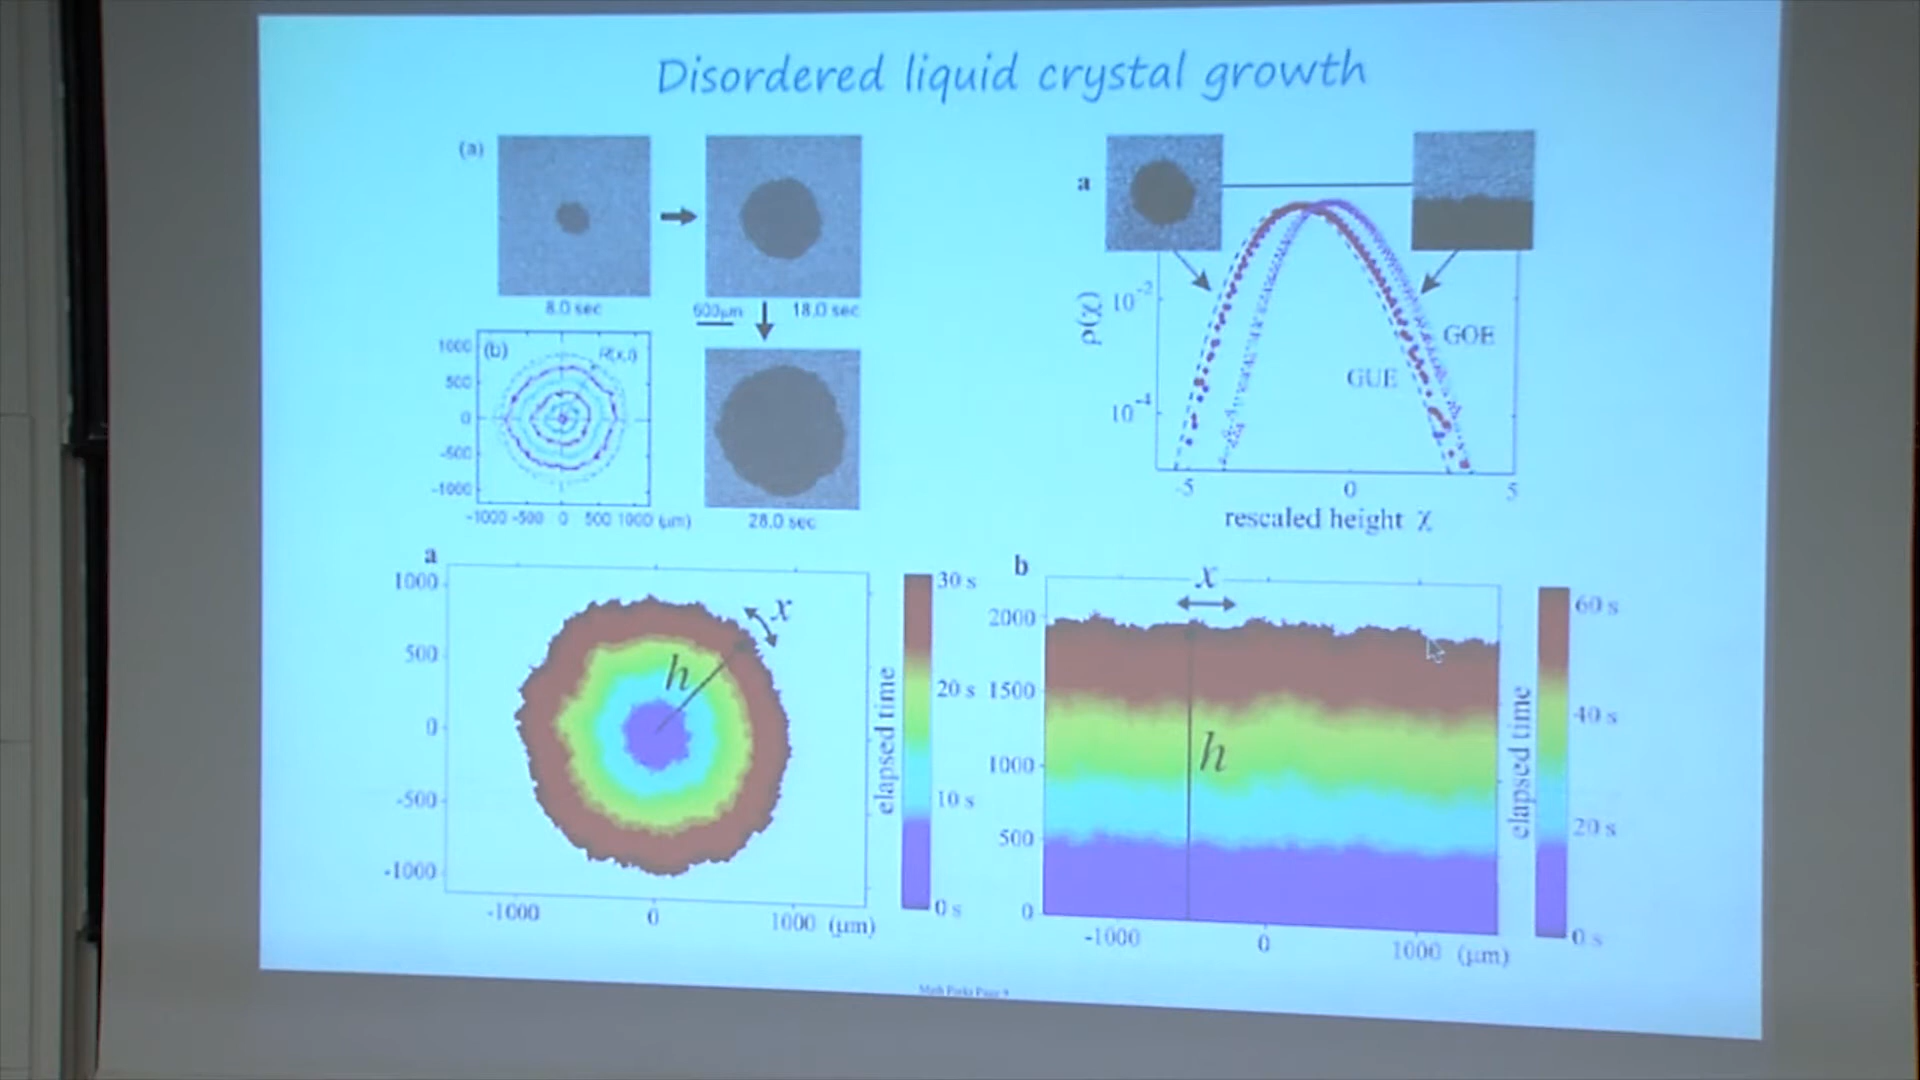 Disordered liquid crystal growth
(a)
8.0 sec
600μm
18.0 sec
1000
500
0
-500
-1000
(b)
R(x,t)
-1000 -500 0 500 1000 (μm)
28.0 sec
a
ρ(χ)
10-2
10-4
GOE
GUE
-5 0 5
rescaled height χ
a
1000
500
0
-500
-1000
x
h
-1000 0 1000 (μm)
elapsed time
30 s
20 s
10 s
0 s
b
x
2000
1500
1000
500
0
h
-1000 0 1000 (μm)
elapsed time
60 s
40 s
20 s
0 s